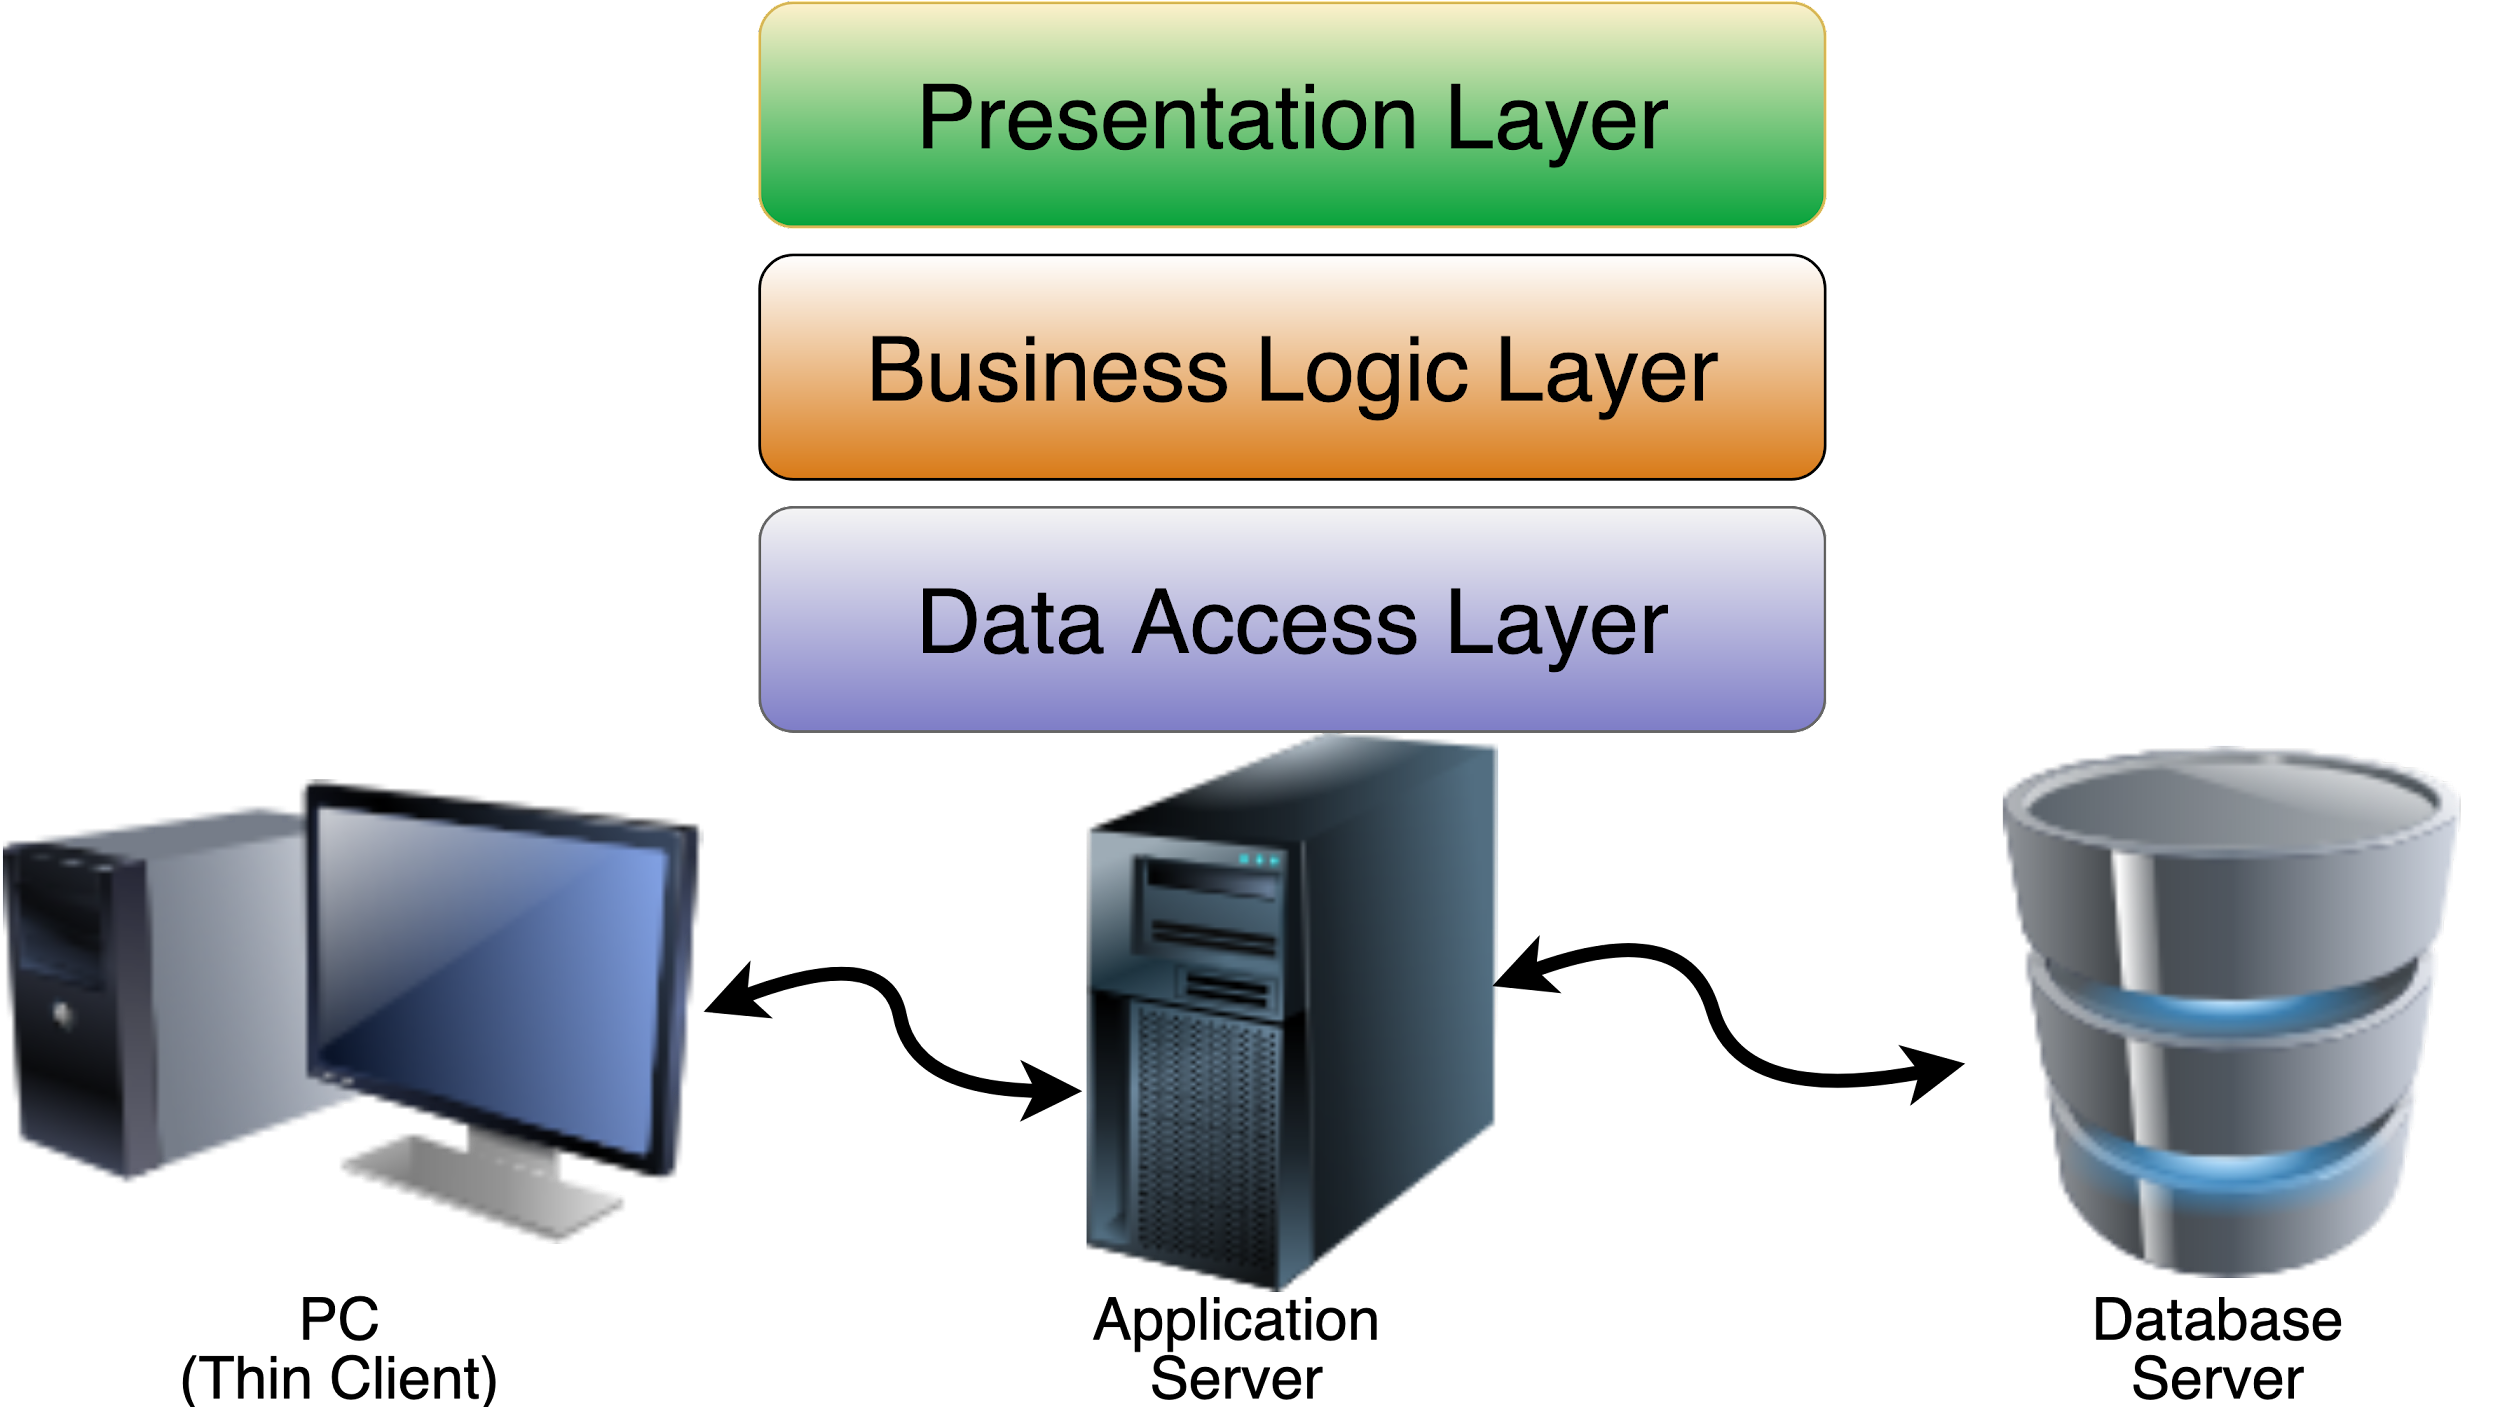 Presentation Layer
Business Logic Layer
Data Access Layer
PC
(Thin Client)
Application
Server
Database
Server